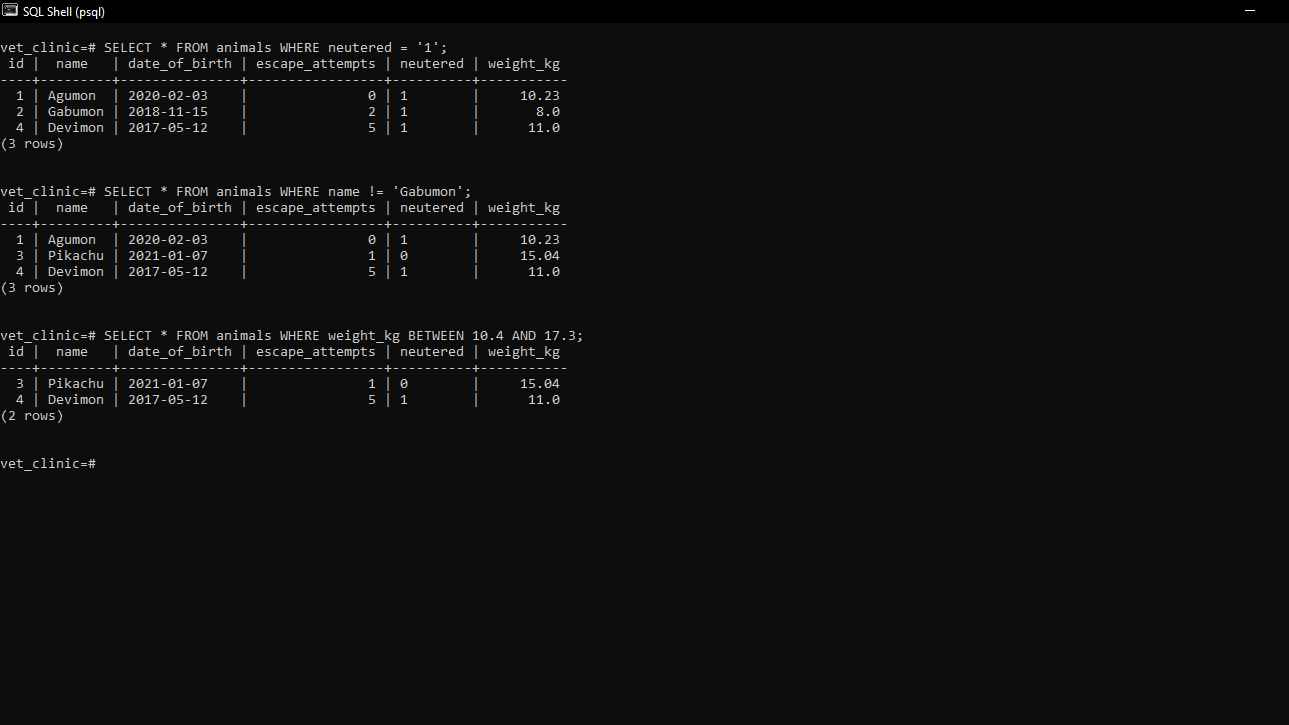 SQL Shell (psql)
vet_clinic=# SELECT * FROM animals WHERE neutered = '1';
 id |  name   | date_of_birth | escape_attempts | neutered | weight_kg
----+---------+---------------+-----------------+----------+-----------
  1 | Agumon  | 2020-02-03    |               0 | 1        |     10.23
  2 | Gabumon | 2018-11-15    |               2 | 1        |       8.0
  4 | Devimon | 2017-05-12    |               5 | 1        |      11.0
(3 rows)
vet_clinic=# SELECT * FROM animals WHERE name != 'Gabumon';
 id |  name   | date_of_birth | escape_attempts | neutered | weight_kg
----+---------+---------------+-----------------+----------+-----------
  1 | Agumon  | 2020-02-03    |               0 | 1        |     10.23
  3 | Pikachu | 2021-01-07    |               1 | 0        |     15.04
  4 | Devimon | 2017-05-12    |               5 | 1        |      11.0
(3 rows)
vet_clinic=# SELECT * FROM animals WHERE weight_kg BETWEEN 10.4 AND 17.3;
 id |  name   | date_of_birth | escape_attempts | neutered | weight_kg
----+---------+---------------+-----------------+----------+-----------
  3 | Pikachu | 2021-01-07    |               1 | 0        |     15.04
  4 | Devimon | 2017-05-12    |               5 | 1        |      11.0
(2 rows)
vet_clinic=#